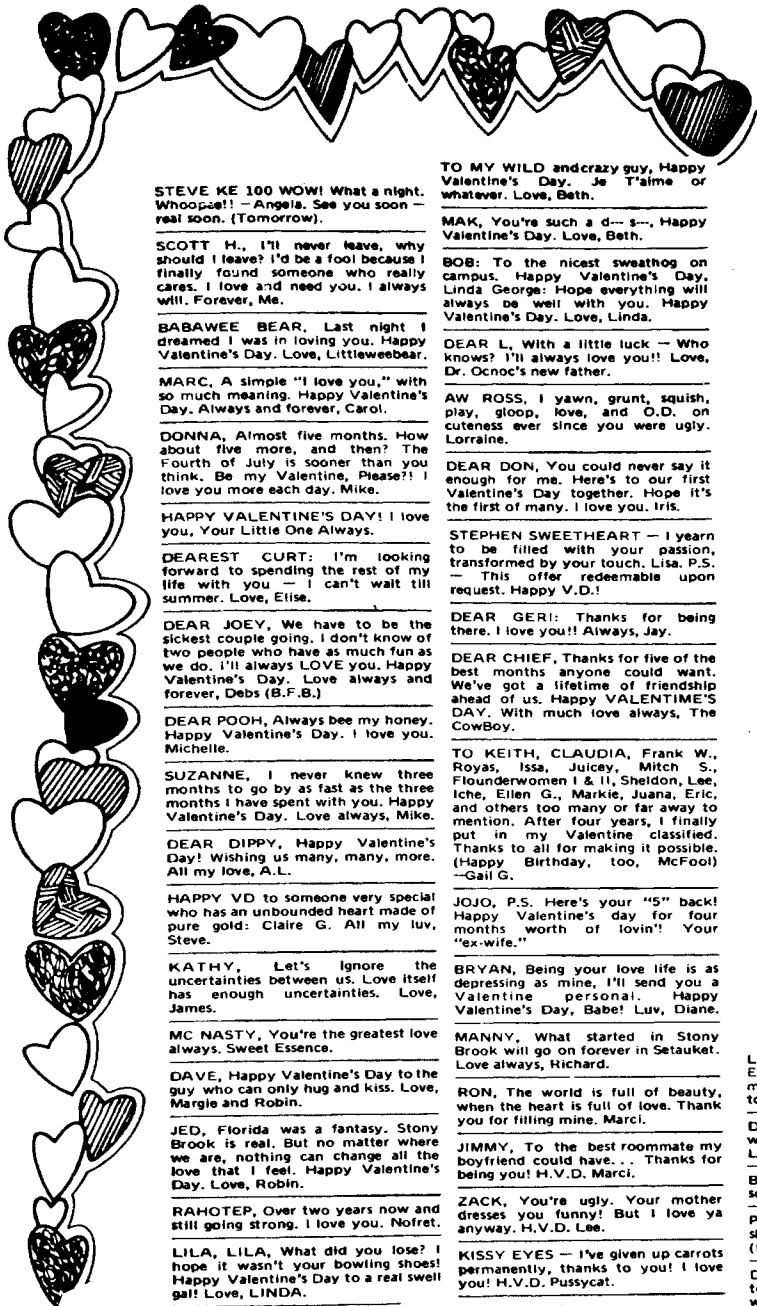 STEVE KE 100 WOW! What a night.
Whoopee!! — Angela. See you soon —
real soon. (Tomorrow).
SCOTT H., I'll never leave, why
should I leave? I'd be a fool because I
finally found someone who really
cares. I love and need you. I always
will. Forever, Me.
BABAWEE BEAR, Last night I
dreamed I was in loving you. Happy
Valentine's Day. Love, Littleweebear.
MARC, A simple "I love you," with
so much meaning. Happy Valentine's
Day. Always and forever, Carol.
DONNA, Almost five months. How
about five more, and then? The
Fourth of July is sooner than you
think. Be my Valentine, Please?! I
love you more each day. Mike.
HAPPY VALENTINE'S DAY! I love
you, Your Little One Always.
DEAREST CURT: I'm looking
forward to spending the rest of my
life with you — I can't wait till
summer. Love, Elise.
DEAR JOEY, We have to be the
sickest couple going. I don't know of
two people who have as much fun as
we do. I'll always LOVE you. Happy
Valentine's Day. Love always and
forever, Debs (B.F.B.)
DEAR POOH, Always bee my honey.
Happy Valentine's Day. I love you.
Michelle.
SUZANNE, I never knew three
months to go by as fast as the three
months I have spent with you. Happy
Valentine's Day. Love always, Mike.
DEAR DIPPY, Happy Valentine's
Day! Wishing us many, many, more.
All my love, A.L.
HAPPY VD to someone very special
who has an unbounded heart made of
pure gold: Claire G. All my luv,
Steve.
KATHY, Let's ignore the
uncertainties between us. Love itself
has enough uncertainties. Love,
James.
MC NASTY, You're the greatest love
always. Sweet Essence.
DAVE, Happy Valentine's Day to the
guy who can only hug and kiss. Love,
Margie and Robin.
JED, Florida was a fantasy. Stony
Brook is real. But no matter where
we are, nothing can change all the
love that I feel. Happy Valentine's
Day. Love, Robin.
RAHOTEP, Over two years now and
still going strong. I love you. Nofret.
LILA, LILA, What did you lose? I
hope it wasn't your bowling shoes!
Happy Valentine's Day to a real swell
gal! Love, LINDA.
TO MY WILD andcrazy guy, Happy
Valentine's Day. Je T'aime or
whatever. Love, Beth.
MAK, You're such a d-- s---, Happy
Valentine's Day. Love, Beth.
BOB: To the nicest sweathog on
campus. Happy Valentine's Day,
Linda George: Hope everything will
always be well with you. Happy
Valentine's Day. Love, Linda.
DEAR L, With a little luck — Who
knows? I'll always love you!! Love,
Dr. Ocnoc's new father.
AW ROSS, I yawn, grunt, squish,
play, gloop, love, and O.D. on
cuteness ever since you were ugly.
Lorraine.
DEAR DON, You could never say it
enough for me. Here's to our first
Valentine's Day together. Hope it's
the first of many. I love you. Iris.
STEPHEN SWEETHEART — I yearn
to be filled with your passion,
transformed by your touch. Lisa. P.S.
— This offer redeemable upon
request. Happy V.D.!
DEAR GERI: Thanks for being
there. I love you!! Always, Jay.
DEAR CHIEF, Thanks for five of the
best months anyone could want.
We've got a lifetime of friendship
ahead of us. Happy VALENTIME'S
DAY. With much love always, The
CowBoy.
TO KEITH, CLAUDIA, Frank W.,
Royas, Issa, Juicey, Mitch S.,
Flounderwomen I & II, Sheldon, Lee,
Iche, Ellen G., Markie, Juana, Eric,
and others too many or far away to
mention. After four years, I finally
put in my Valentine classified.
Thanks to all for making it possible.
(Happy Birthday, too, McFool)
—Gail G.
JOJO, P.S. Here's your "5" back!
Happy Valentine's day for four
months worth of lovin'! Your
"ex-wife."
BRYAN, Being your love life is as
depressing as mine, I'll send you a
Valentine personal. Happy
Valentine's Day, Babe! Luv, Diane.
MANNY, What started in Stony
Brook will go on forever in Setauket.
Love always, Richard.
RON, The world is full of beauty,
when the heart is full of love. Thank
you for filling mine. Marci.
JIMMY, To the best roommate my
boyfriend could have... Thanks for
being you! H.V.D. Marci.
ZACK, You're ugly. Your mother
dresses you funny! But I love ya
anyway. H.V.D. Lee.
KISSY EYES — I've given up carrots
permanently, thanks to you! I love
you! H.V.D. Pussycat.